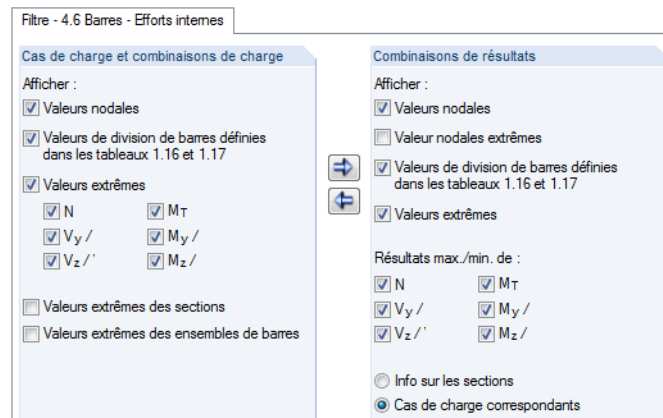 Filtre - 4.6 Barres - Efforts internes
Cas de charge et combinaisons de charge
Afficher :
Valeurs nodales
Valeurs de division de barres définies
dans les tableaux 1.16 et 1.17
Valeurs extrêmes
N MT
Vy / My /
Vz / ' Mz /
Valeurs extrêmes des sections
Valeurs extrêmes des ensembles de barres
Combinaisons de résultats
Afficher :
Valeurs nodales
Valeur nodales extrêmes
Valeurs de division de barres définies
dans les tableaux 1.16 et 1.17
Valeurs extrêmes
Résultats max./min. de :
N MT
Vy / My /
Vz / ' Mz /
Info sur les sections
Cas de charge correspondants